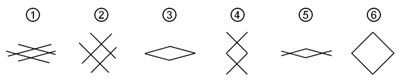 ① ② ③ ④ ⑤ ⑥